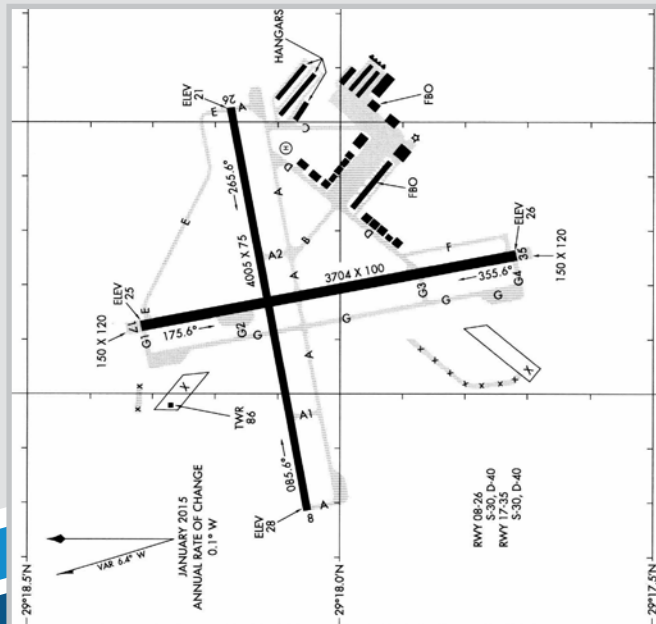 HANGARS
ELEV
21
26
A
E
C
FBO
H
D
A
265.6°
E
FBO
B
D
A2
A
4005 X 75
3704 X 100
F
ELEV
26
35
150 X 120
355.6°
G4
G
G3
G
ELEV
25
E
17
G1
150 X 120
175.6°
G2
G
G
A
X
X
TWR
86
A1
085.6°
8
A
ELEV
28
x x
x x x x x x
JANUARY 2015
ANNUAL RATE OF CHANGE
0.1° W
VAR 6.4° W
RWY 08-26
S-30, D-40
RWY 17-35
S-30, D-40
29°18.5'N
29°18.0'N
29°17.5'N